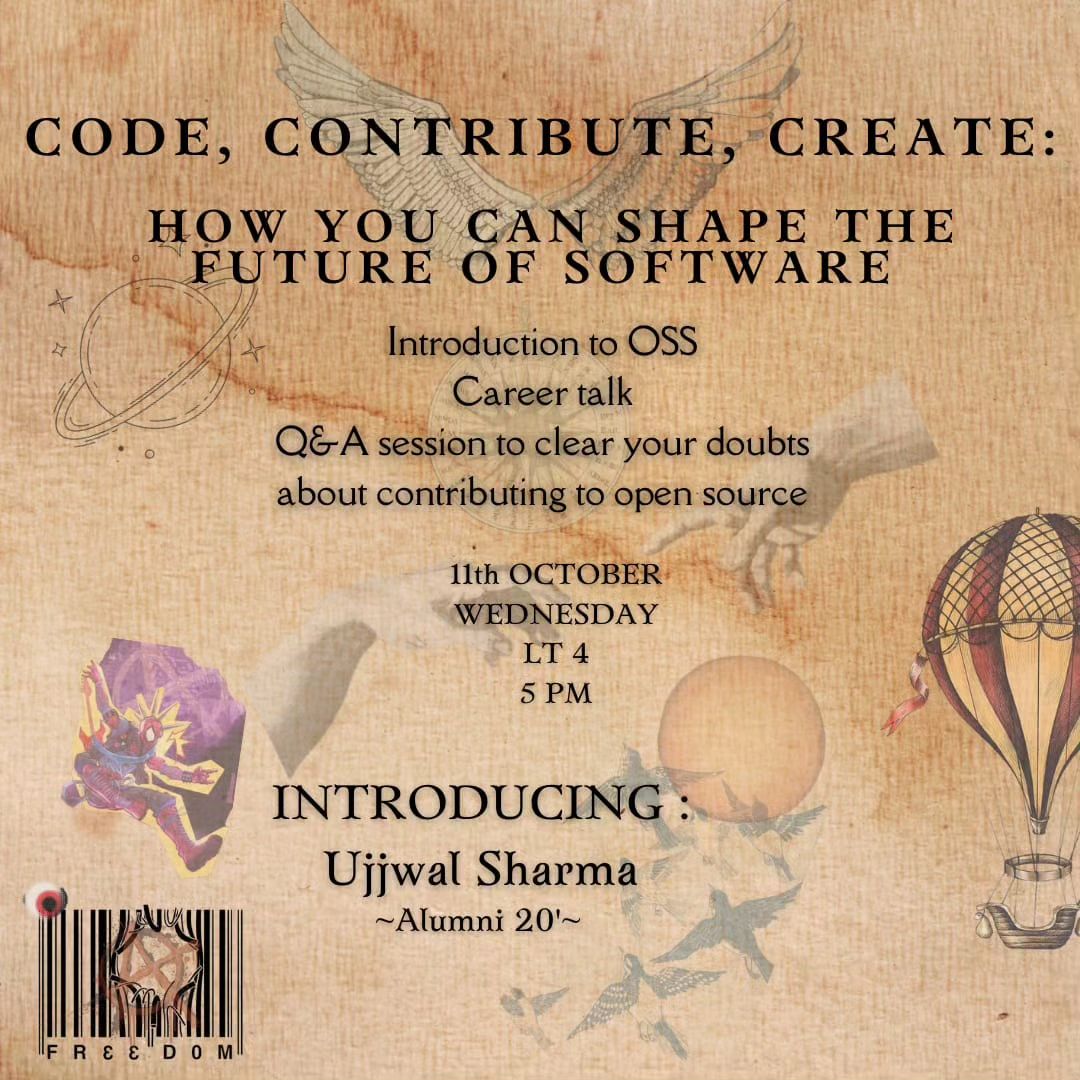 CODE, CONTRIBUTE, CREATE:
HOW YOU CAN SHAPE THE
FUTURE OF SOFTWARE
Introduction to OSS
Career talk
Q&A session to clear your doubts
about contributing to open source
11th OCTOBER
WEDNESDAY
LT 4
5 PM
INTRODUCING :
Ujjwal Sharma
~Alumni 20'~
FRƐƐDOM